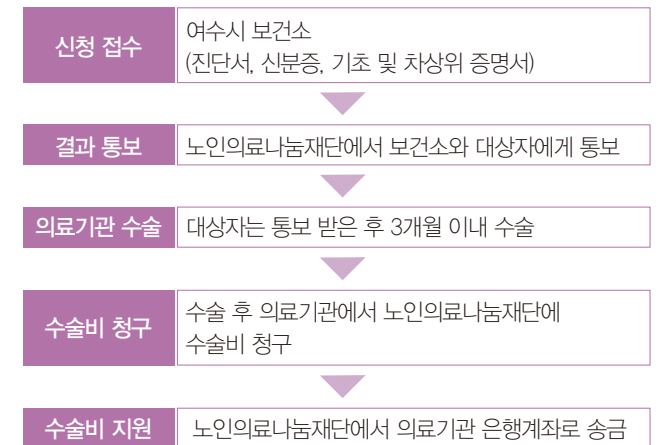 신청 접수
여수시 보건소
(진단서, 신분증, 기초 및 차상위 증명서)
결과 통보
노인의료나눔재단에서 보건소와 대상자에게 통보
의료기관 수술
대상자는 통보 받은 후 3개월 이내 수술
수술비 청구
수술 후 의료기관에서 노인의료나눔재단에
수술비 청구
수술비 지원
노인의료나눔재단에서 의료기관 은행계좌로 송금